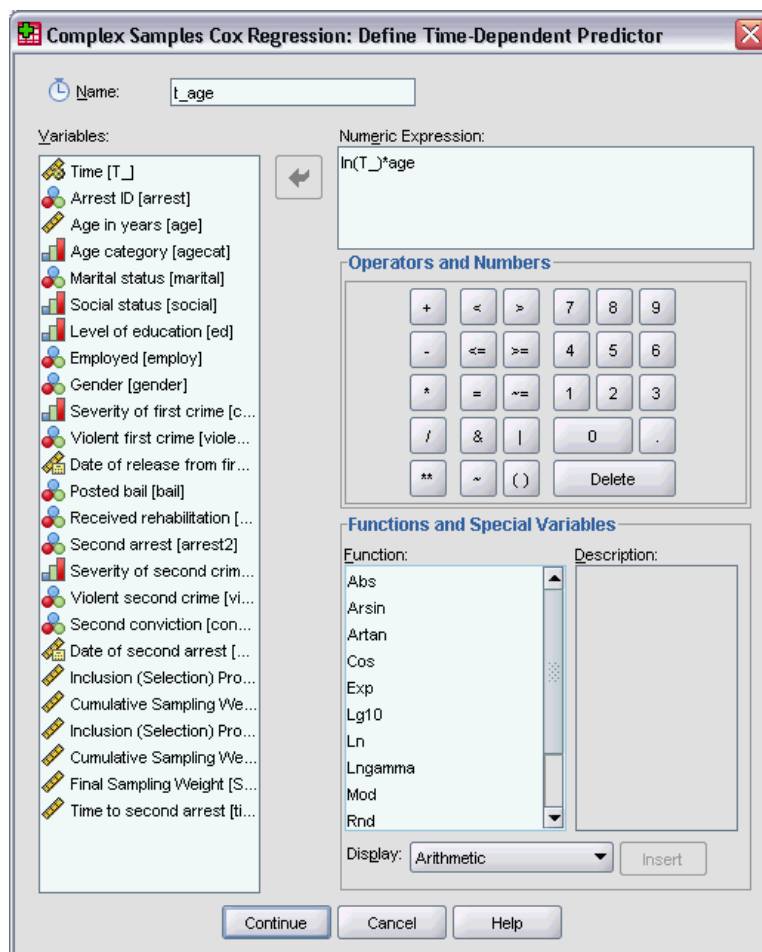 Complex Samples Cox Regression: Define Time-Dependent Predictor
Name: t_age
Variables:
Time [T_]
Arrest ID [arrest]
Age in years [age]
Age category [agecat]
Marital status [marital]
Social status [social]
Level of education [ed]
Employed [employ]
Gender [gender]
Severity of first crime [c...
Violent first crime [viole...
Date of release from fir...
Posted bail [bail]
Received rehabilitation [...
Second arrest [arrest2]
Severity of second crim...
Violent second crime [vi...
Second conviction [con...
Date of second arrest [...
Inclusion (Selection) Pro...
Cumulative Sampling We...
Inclusion (Selection) Pro...
Cumulative Sampling We...
Final Sampling Weight [S...
Time to second arrest [ti...
Numeric Expression:
ln(T_)*age
Operators and Numbers
+ < > 7 8 9
- <= >= 4 5 6
* = ~= 1 2 3
/ & | 0 .
** ~ ( ) Delete
Functions and Special Variables
Function:
Abs
Arsin
Artan
Cos
Exp
Lg10
Ln
Lngamma
Mod
Rnd
Description:
Display: Arithmetic Insert
Continue Cancel Help